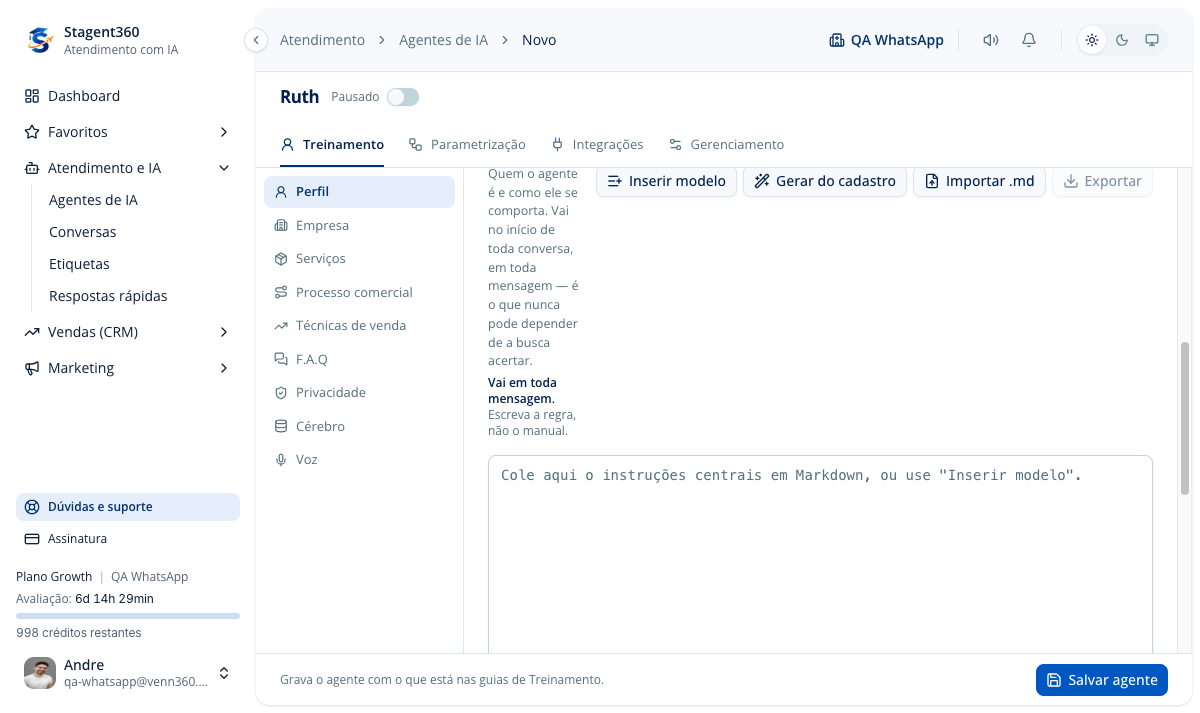 Stagent360
Atendimento com IA
Dashboard
Favoritos
Atendimento e IA
Agentes de IA
Conversas
Etiquetas
Respostas rápidas
Vendas (CRM)
Marketing
Dúvidas e suporte
Assinatura
Plano Growth | QA WhatsApp
Avaliação: 6d 14h 29min
998 créditos restantes
Andre
qa-whatsapp@venn360....
Atendimento > Agentes de IA > Novo
QA WhatsApp
Ruth Pausado
Treinamento Parametrização Integrações Gerenciamento
Perfil
Empresa
Serviços
Processo comercial
Técnicas de venda
F.A.Q
Privacidade
Cérebro
Voz
Quem o agente
é e como ele se
comporta. Vai
no início de
toda conversa,
em toda
mensagem — é
o que nunca
pode depender
de a busca
acertar.
Vai em toda
mensagem.
Escreva a regra,
não o manual.
Inserir modelo Gerar do cadastro Importar .md Exportar
Cole aqui o instruções centrais em Markdown, ou use "Inserir modelo".
Grava o agente com o que está nas guias de Treinamento.
Salvar agente